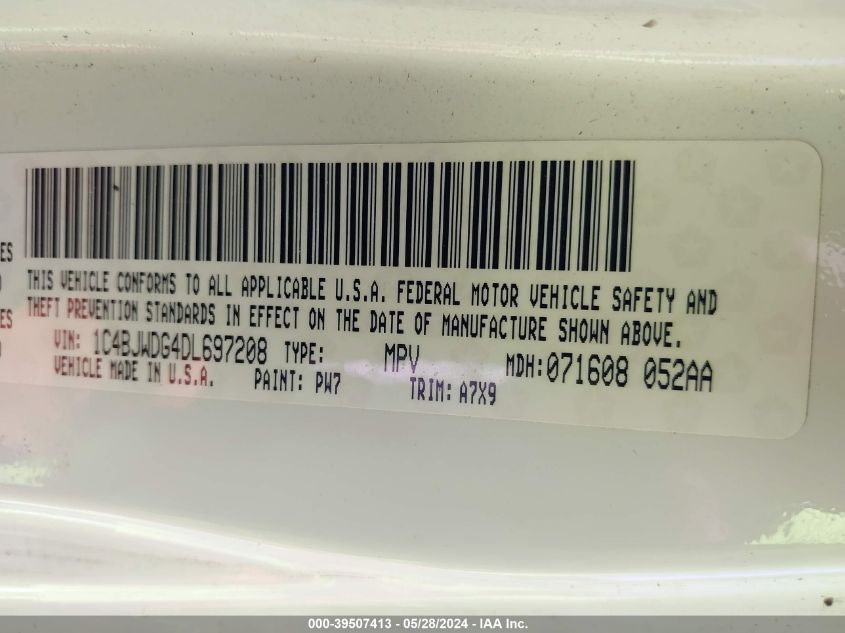 ES
THIS VEHICLE CONFORMS TO ALL APPLICABLE U.S.A. FEDERAL MOTOR VEHICLE SAFETY AND
ES
THEFT PREVENTION STANDARDS IN EFFECT ON THE DATE OF MANUFACTURE SHOWN ABOVE.
VIN: 1C4BJWDG4DL697208 TYPE: MPV MDH:071608 052AA
VEHICLE MADE IN U.S.A. PAINT: PW7 TRIM: A7X9
000-39507413 - 05/28/2024 - IAA Inc.